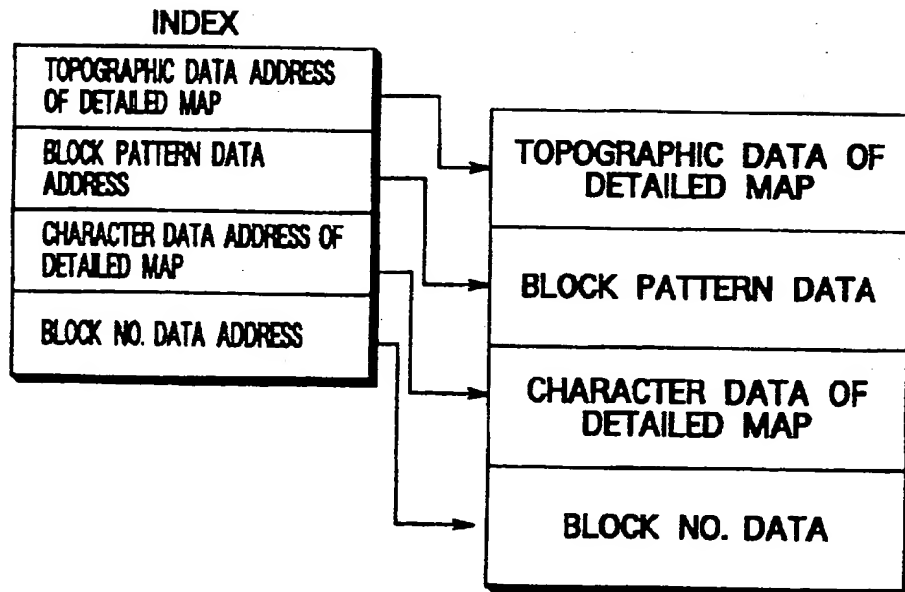 INDEX
TOPOGRAPHIC DATA ADDRESS
OF DETAILED MAP
BLOCK PATTERN DATA
ADDRESS
CHARACTER DATA ADDRESS OF
DETAILED MAP
BLOCK NO. DATA ADDRESS
TOPOGRAPHIC DATA OF
DETAILED MAP
BLOCK PATTERN DATA
CHARACTER DATA OF
DETAILED MAP
BLOCK NO. DATA